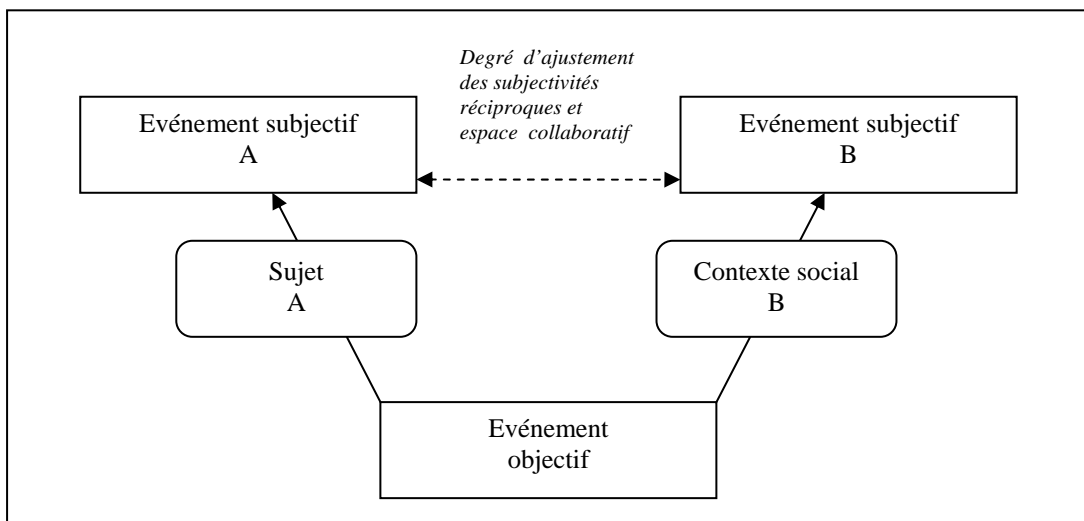 Degré d'ajustement
des subjectivités
réciproques et
espace collaboratif
Evénement subjectif
A
Evénement subjectif
B
Sujet
A
Contexte social
B
Evénement
objectif